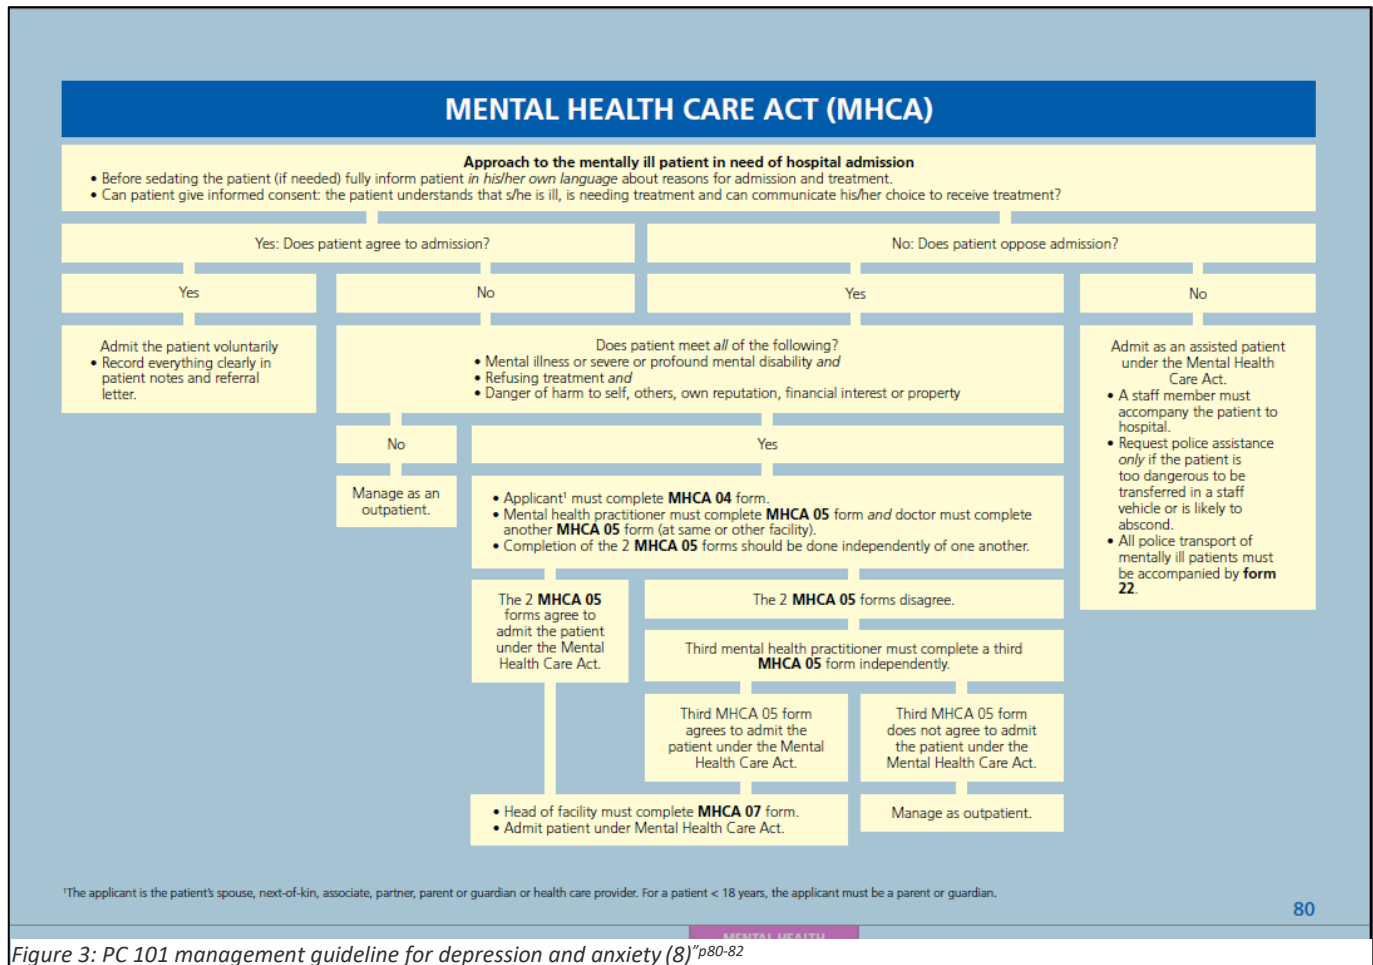 MENTAL HEALTH CARE ACT (MHCA)
Approach to the mentally ill patient in need of hospital admission
• Before sedating the patient (if needed) fully inform patient in his/her own language about reasons for admission and treatment.
• Can patient give informed consent: the patient understands that s/he is ill, is needing treatment and can communicate his/her choice to receive treatment?
Yes: Does patient agree to admission?
No: Does patient oppose admission?
Yes
No
Yes
No
Admit the patient voluntarily
• Record everything clearly in
patient notes and referral
letter.
Does patient meet all of the following?
• Mental illness or severe or profound mental disability and
• Refusing treatment and
• Danger of harm to self, others, own reputation, financial interest or property
Admit as an assisted patient
under the Mental Health
Care Act.
• A staff member must
accompany the patient to
hospital.
• Request police assistance
only if the patient is
too dangerous to be
transferred in a staff
vehicle or is likely to
abscond.
• All police transport of
mentally ill patients must
be accompanied by form
22.
No
Yes
Manage as an
outpatient.
• Applicant¹ must complete MHCA 04 form.
• Mental health practitioner must complete MHCA 05 form and doctor must complete
another MHCA 05 form (at same or other facility).
• Completion of the 2 MHCA 05 forms should be done independently of one another.
The 2 MHCA 05
forms agree to
admit the patient
under the Mental
Health Care Act.
The 2 MHCA 05 forms disagree.
Third mental health practitioner must complete a third
MHCA 05 form independently.
Third MHCA 05 form
agrees to admit the
patient under the Mental
Health Care Act.
Third MHCA 05 form
does not agree to admit
the patient under the
Mental Health Care Act.
• Head of facility must complete MHCA 07 form.
• Admit patient under Mental Health Care Act.
Manage as outpatient.
¹The applicant is the patient's spouse, next-of-kin, associate, partner, parent or guardian or health care provider. For a patient < 18 years, the applicant must be a parent or guardian.
80
MENTAL HEALTH
Figure 3: PC 101 management guideline for depression and anxiety (8)"p80-82